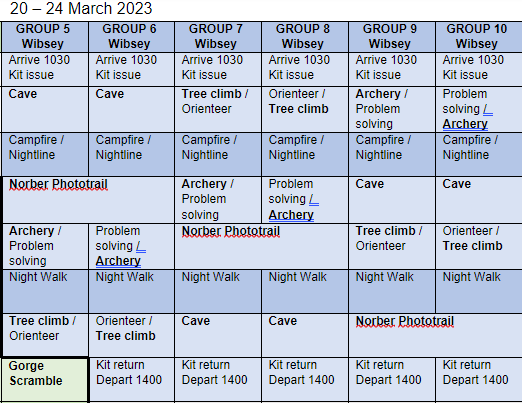 20 – 24 March 2023
GROUP 5 Wibsey GROUP 6 Wibsey GROUP 7 Wibsey GROUP 8 Wibsey GROUP 9 Wibsey GROUP 10 Wibsey
Arrive 1030 Kit issue Arrive 1030 Kit issue Arrive 1030 Kit issue Arrive 1030 Kit issue Arrive 1030 Kit issue Arrive 1030 Kit issue
Cave Cave Tree climb / Orienteer Orienteer / Tree climb Archery / Problem solving Problem solving / Archery
Campfire / Nightline Campfire / Nightline Campfire / Nightline Campfire / Nightline Campfire / Nightline Campfire / Nightline
Norber Phototrail Archery / Problem solving Problem solving / Archery Cave Cave
Archery / Problem solving Problem solving / Archery Norber Phototrail Tree climb / Orienteer Orienteer / Tree climb
Night Walk Night Walk Night Walk Night Walk Night Walk Night Walk
Tree climb / Orienteer Orienteer / Tree climb Cave Cave Norber Phototrail
Gorge Scramble Kit return Depart 1400 Kit return Depart 1400 Kit return Depart 1400 Kit return Depart 1400 Kit return Depart 1400